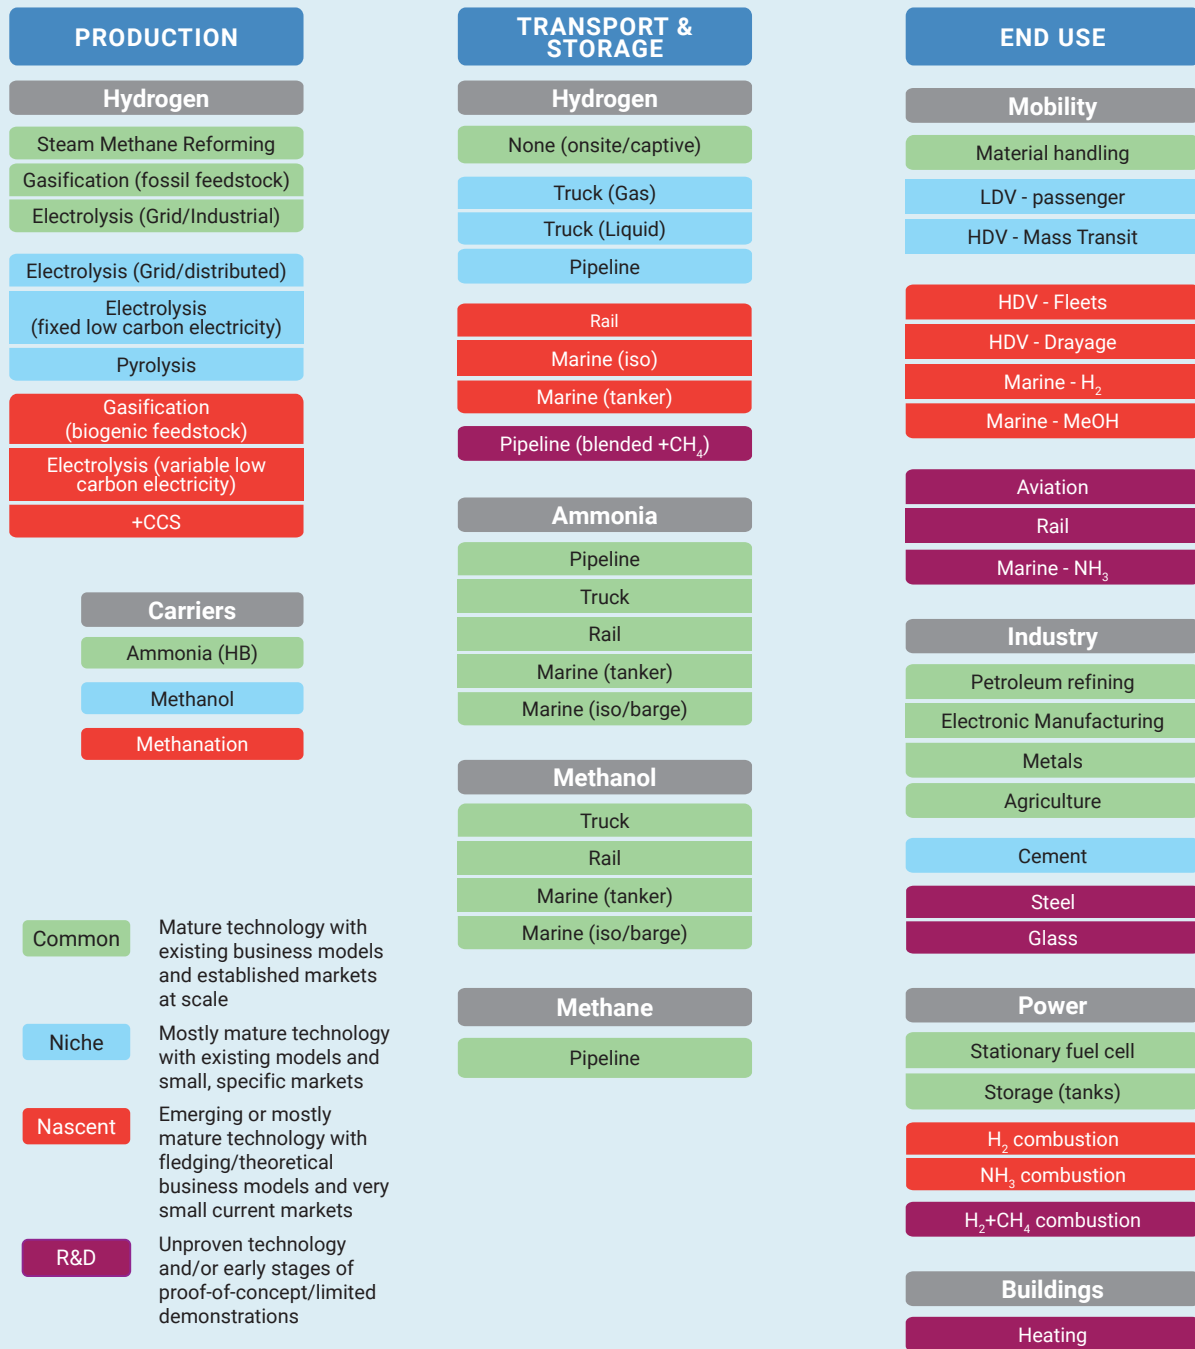 PRODUCTION
Hydrogen
Steam Methane Reforming
Gasification (fossil feedstock)
Electrolysis (Grid/Industrial)
Electrolysis (Grid/distributed)
Electrolysis
(fixed low carbon electricity)
Pyrolysis
Gasification
(biogenic feedstock)
Electrolysis (variable low
carbon electricity)
+CCS
Carriers
Ammonia (HB)
Methanol
Methanation
Common
Mature technology with
existing business models
and established markets
at scale
Niche
Mostly mature technology
with existing models and
small, specific markets
Nascent
Emerging or mostly
mature technology with
fledging/theoretical
business models and very
small current markets
R&D
Unproven technology
and/or early stages of
proof-of-concept/limited
demonstrations
TRANSPORT &
STORAGE
Hydrogen
None (onsite/captive)
Truck (Gas)
Truck (Liquid)
Pipeline
Rail
Marine (iso)
Marine (tanker)
Pipeline (blended +CH₄)
Ammonia
Pipeline
Truck
Rail
Marine (tanker)
Marine (iso/barge)
Methanol
Truck
Rail
Marine (tanker)
Marine (iso/barge)
Methane
Pipeline
END USE
Mobility
Material handling
LDV - passenger
HDV - Mass Transit
HDV - Fleets
HDV - Drayage
Marine - H₂
Marine - MeOH
Aviation
Rail
Marine - NH₃
Industry
Petroleum refining
Electronic Manufacturing
Metals
Agriculture
Cement
Steel
Glass
Power
Stationary fuel cell
Storage (tanks)
H₂ combustion
NH₃ combustion
H₂+CH₄ combustion
Buildings
Heating